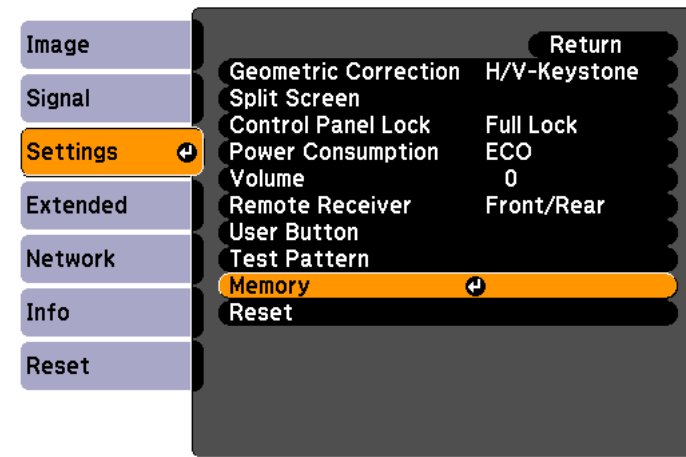 Image
Signal
Settings
Extended
Network
Info
Reset
Return
Geometric Correction H/V-Keystone
Split Screen
Control Panel Lock Full Lock
Power Consumption ECO
Volume 0
Remote Receiver Front/Rear
User Button
Test Pattern
Memory
Reset